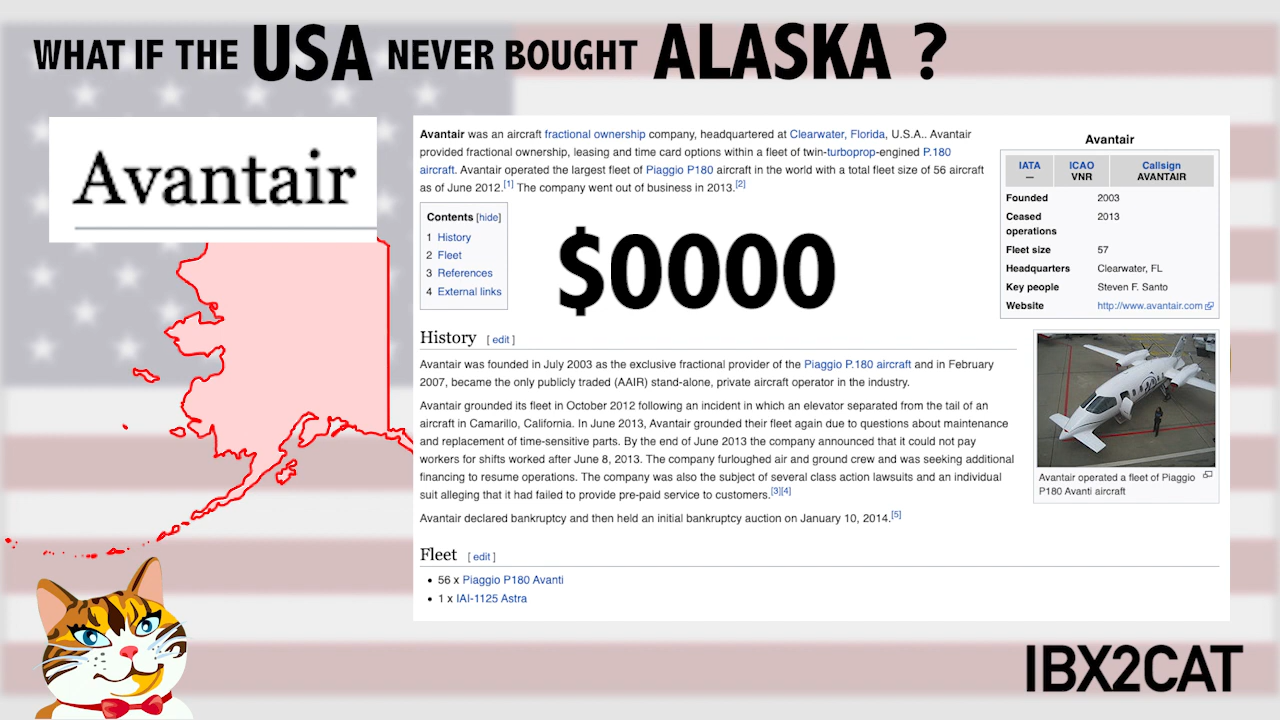 WHAT IF THE USA NEVER BOUGHT ALASKA ?
Avantair
Avantair was an aircraft fractional ownership company, headquartered at Clearwater, Florida, U.S.A.. Avantair
provided fractional ownership, leasing and time card options within a fleet of twin-turboprop-engined P.180
aircraft. Avantair operated the largest fleet of Piaggio P180 aircraft in the world with a total fleet size of 56 aircraft
as of June 2012.[1] The company went out of business in 2013.[2]
Contents [hide]
1 History
2 Fleet
3 References
4 External links
$0000
Avantair
IATA ICAO Callsign
— VNR AVANTAIR
Founded 2003
Ceased 2013
operations
Fleet size 57
Headquarters Clearwater, FL
Key people Steven F. Santo
Website http://www.avantair.com
History [ edit ]
Avantair was founded in July 2003 as the exclusive fractional provider of the Piaggio P.180 aircraft and in February
2007, became the only publicly traded (AAIR) stand-alone, private aircraft operator in the industry.
Avantair grounded its fleet in October 2012 following an incident in which an elevator separated from the tail of an
aircraft in Camarillo, California. In June 2013, Avantair grounded their fleet again due to questions about maintenance
and replacement of time-sensitive parts. By the end of June 2013 the company announced that it could not pay
workers for shifts worked after June 8, 2013. The company furloughed air and ground crew and was seeking additional
financing to resume operations. The company was also the subject of several class action lawsuits and an individual
suit alleging that it had failed to provide pre-paid service to customers.[3][4]
Avantair declared bankruptcy and then held an initial bankruptcy auction on January 10, 2014.[5]
Avantair operated a fleet of Piaggio
P180 Avanti aircraft
Fleet [ edit ]
• 56 x Piaggio P180 Avanti
• 1 x IAI-1125 Astra
IBX2CAT